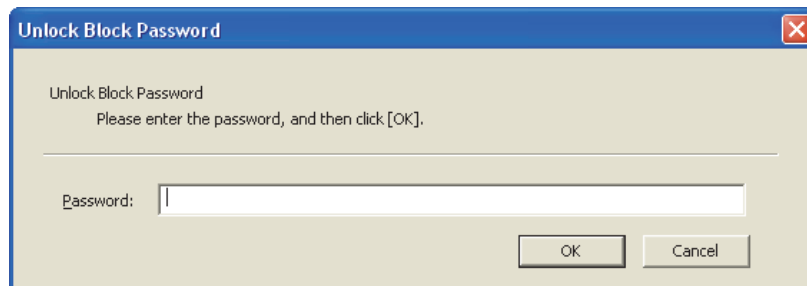 Unlock Block Password
Unlock Block Password
Please enter the password, and then click [OK].
Password:
OK
Cancel